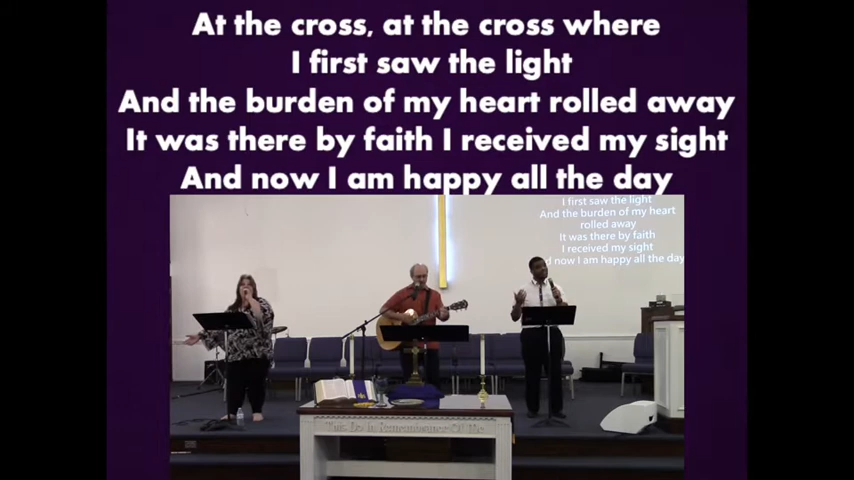 At the cross, at the cross where
I first saw the light
And the burden of my heart rolled away
It was there by faith I received my sight
And now I am happy all the day
I first saw the light
And the burden of my heart
rolled away
It was there by faith
I received my sight
nd now I am happy all the day
This Do In Remembrance Of Me